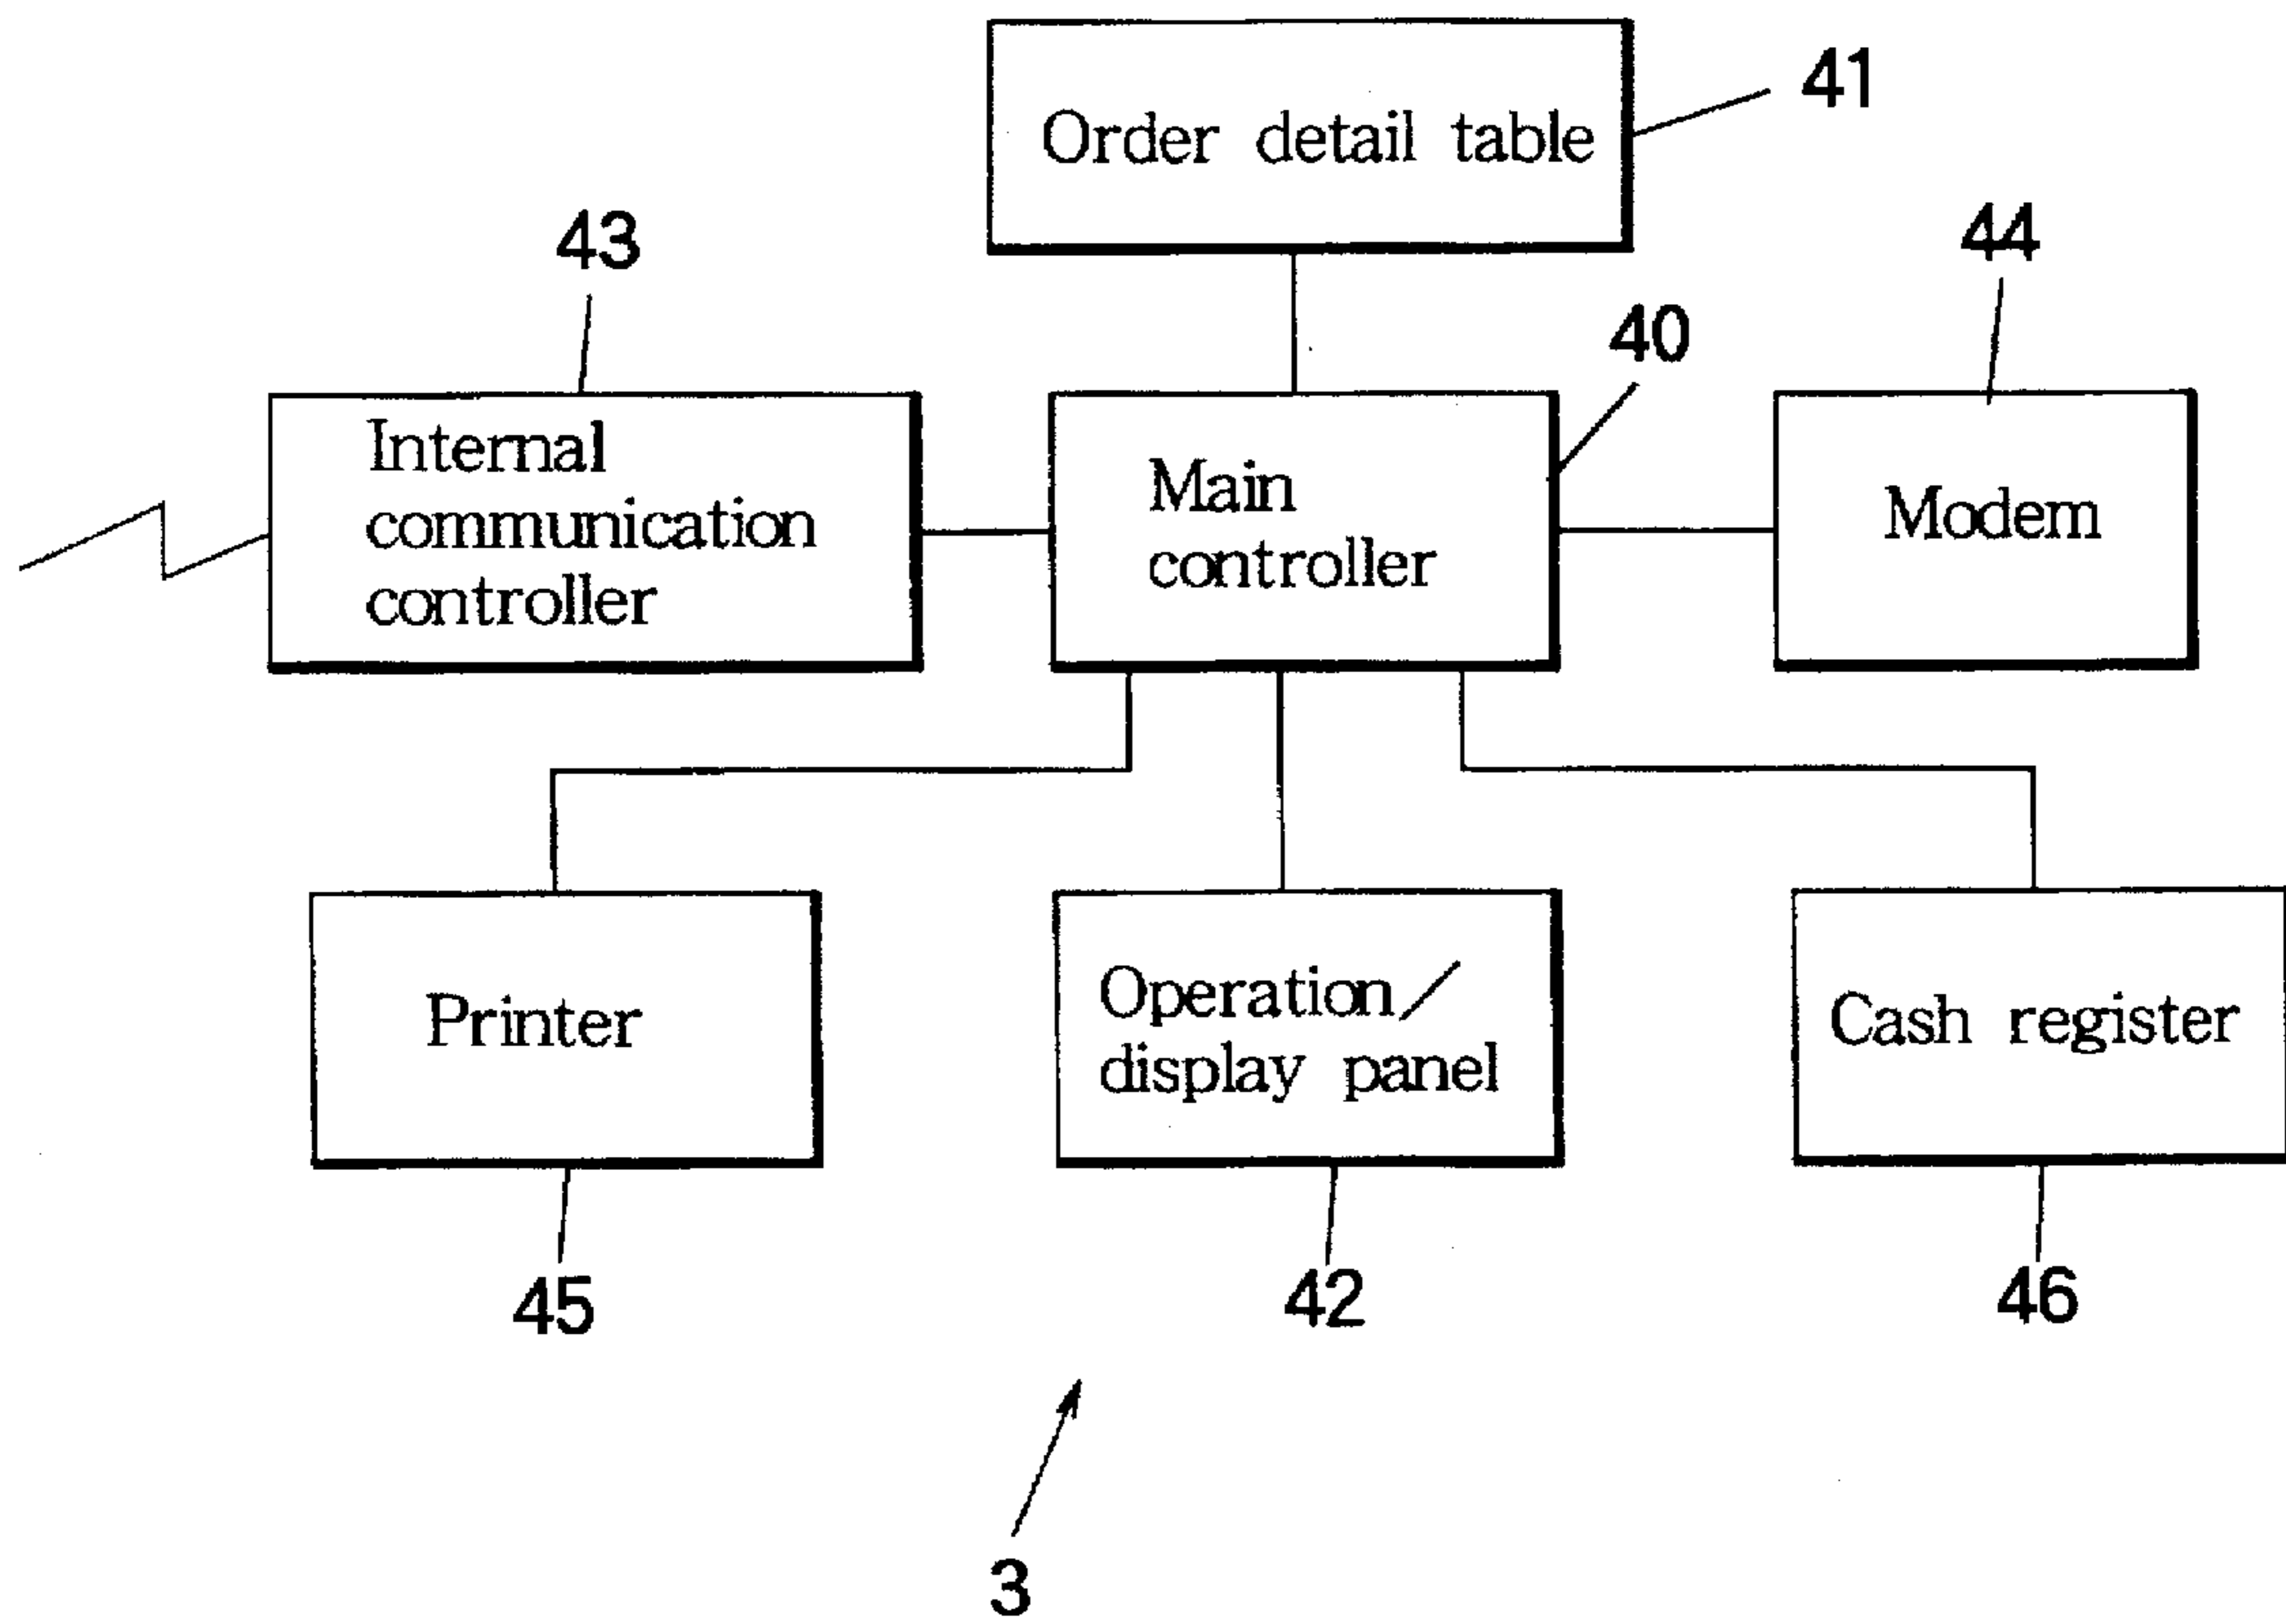 Order detail table
41
43
44
40
Internal
communication
controller
Main
controller
Modem
Printer
Operation/
display panel
Cash register
45
42
46
3